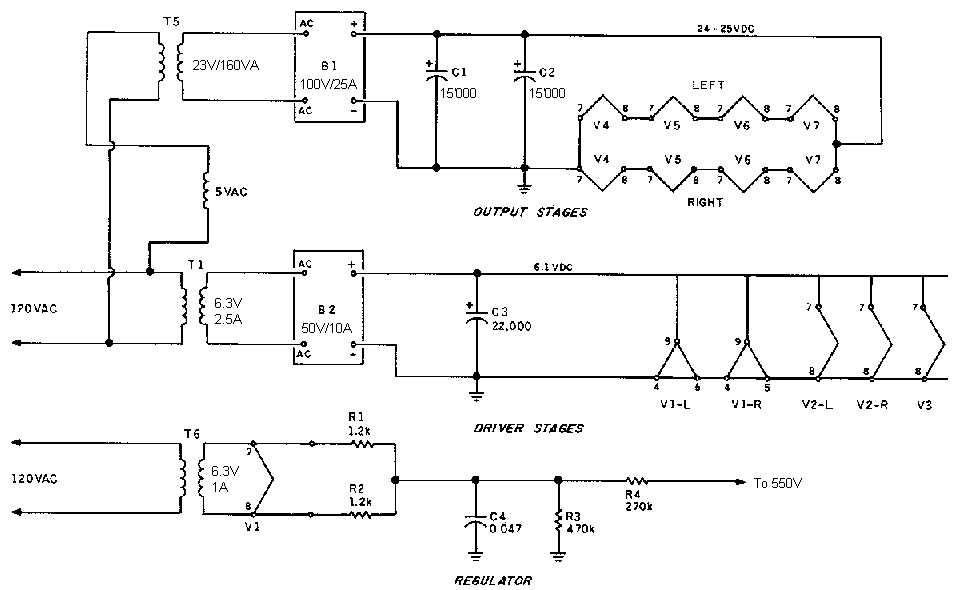 T5
AC + 24-25VDC
23V/160VA
B1
100V/25A
AC -
+ C1
15'000
+ C2
15'000
LEFT
7 8 7 8 7 8 7 8
V4 V5 V6 V7
V4 V5 V6 V7
7 8 7 8 7 8 7 8
RIGHT
5VAC
OUTPUT STAGES
T1
AC + 6.1VDC
120VAC
6.3V
2.5A
B2
50V/10A
AC
+ C3
22,000
9 9 7 7 7
4 6 4 5 8 8 8
V1-L V1-R V2-L V2-R V3
DRIVER STAGES
T6
R1
1.2k
7
120VAC
6.3V
1A
8
V1
R2
1.2k
To 550V
R4
270k
C4
0.047
R3
470k
REGULATOR